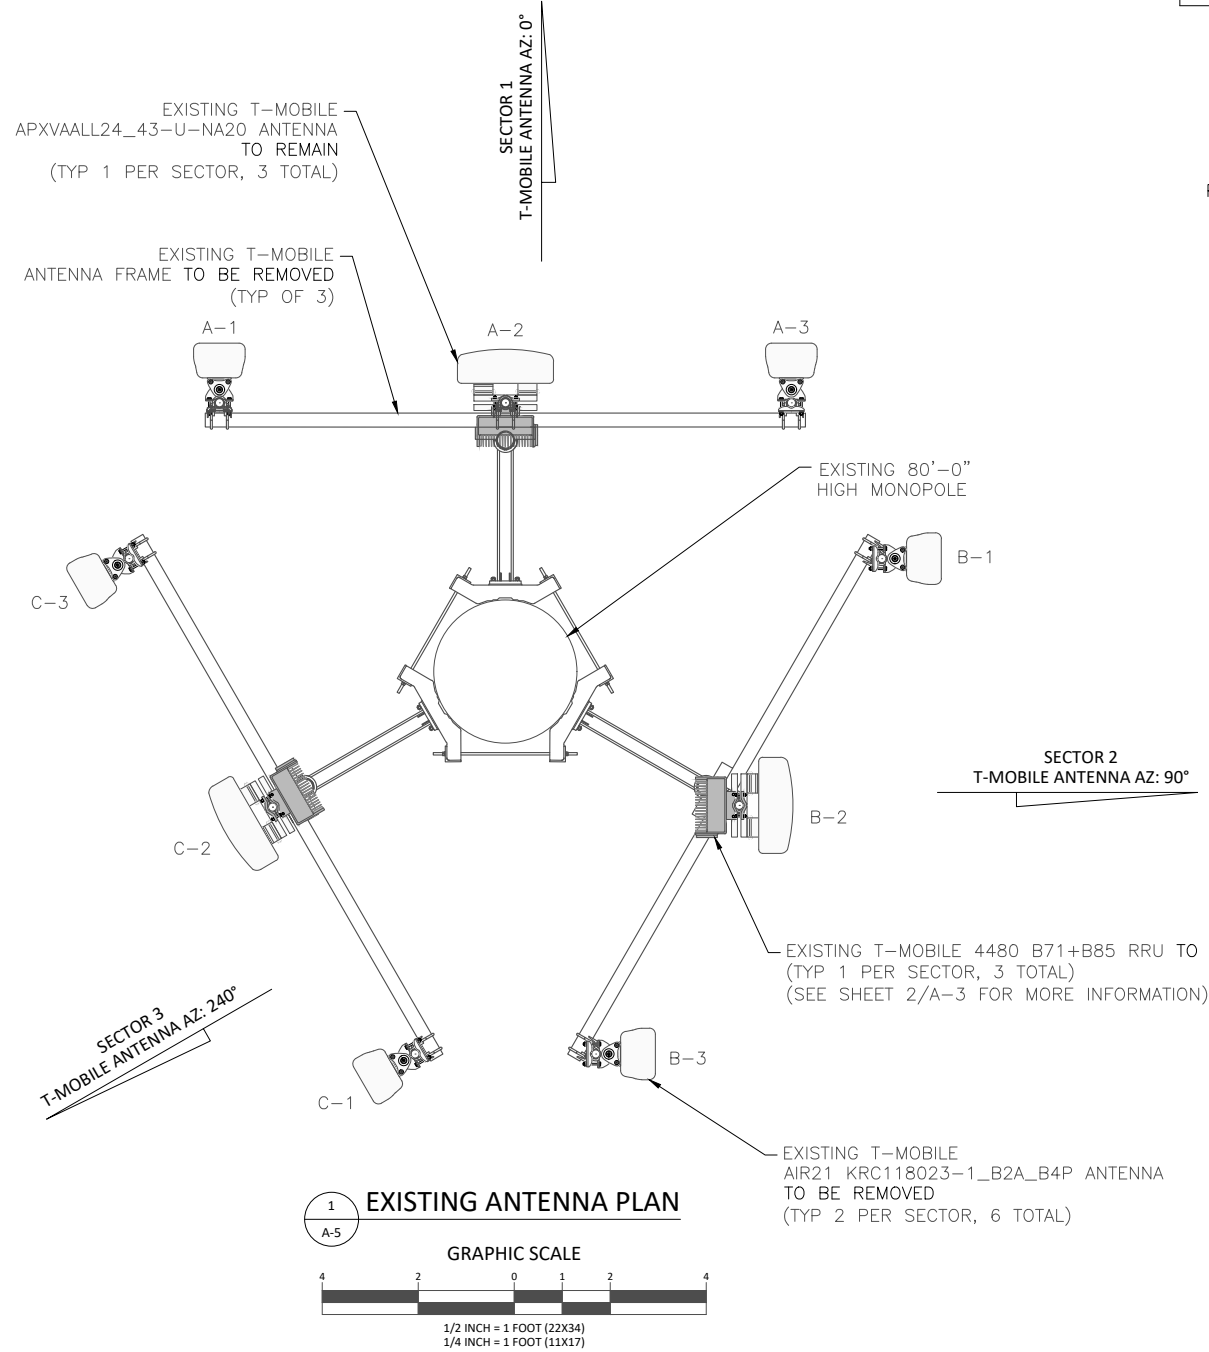 SECTOR 1
T-MOBILE ANTENNA AZ: 0°
EXISTING T-MOBILE
APXVAALL24_43-U-NA20 ANTENNA
TO REMAIN
(TYP 1 PER SECTOR, 3 TOTAL)
EXISTING T-MOBILE
ANTENNA FRAME TO BE REMOVED
(TYP OF 3)
A-1
A-2
A-3
EXISTING 80'-0"
HIGH MONOPOLE
B-1
C-3
SECTOR 2
T-MOBILE ANTENNA AZ: 90°
B-2
C-2
EXISTING T-MOBILE 4480 B71+B85 RRU TO
(TYP 1 PER SECTOR, 3 TOTAL)
(SEE SHEET 2/A-3 FOR MORE INFORMATION)
SECTOR 3
T-MOBILE ANTENNA AZ: 240°
B-3
C-1
EXISTING T-MOBILE
AIR21 KRC118023-1_B2A_B4P ANTENNA
TO BE REMOVED
(TYP 2 PER SECTOR, 6 TOTAL)
1
A-5
EXISTING ANTENNA PLAN
GRAPHIC SCALE
4 2 0 1 2 4
1/2 INCH = 1 FOOT (22X34)
1/4 INCH = 1 FOOT (11X17)